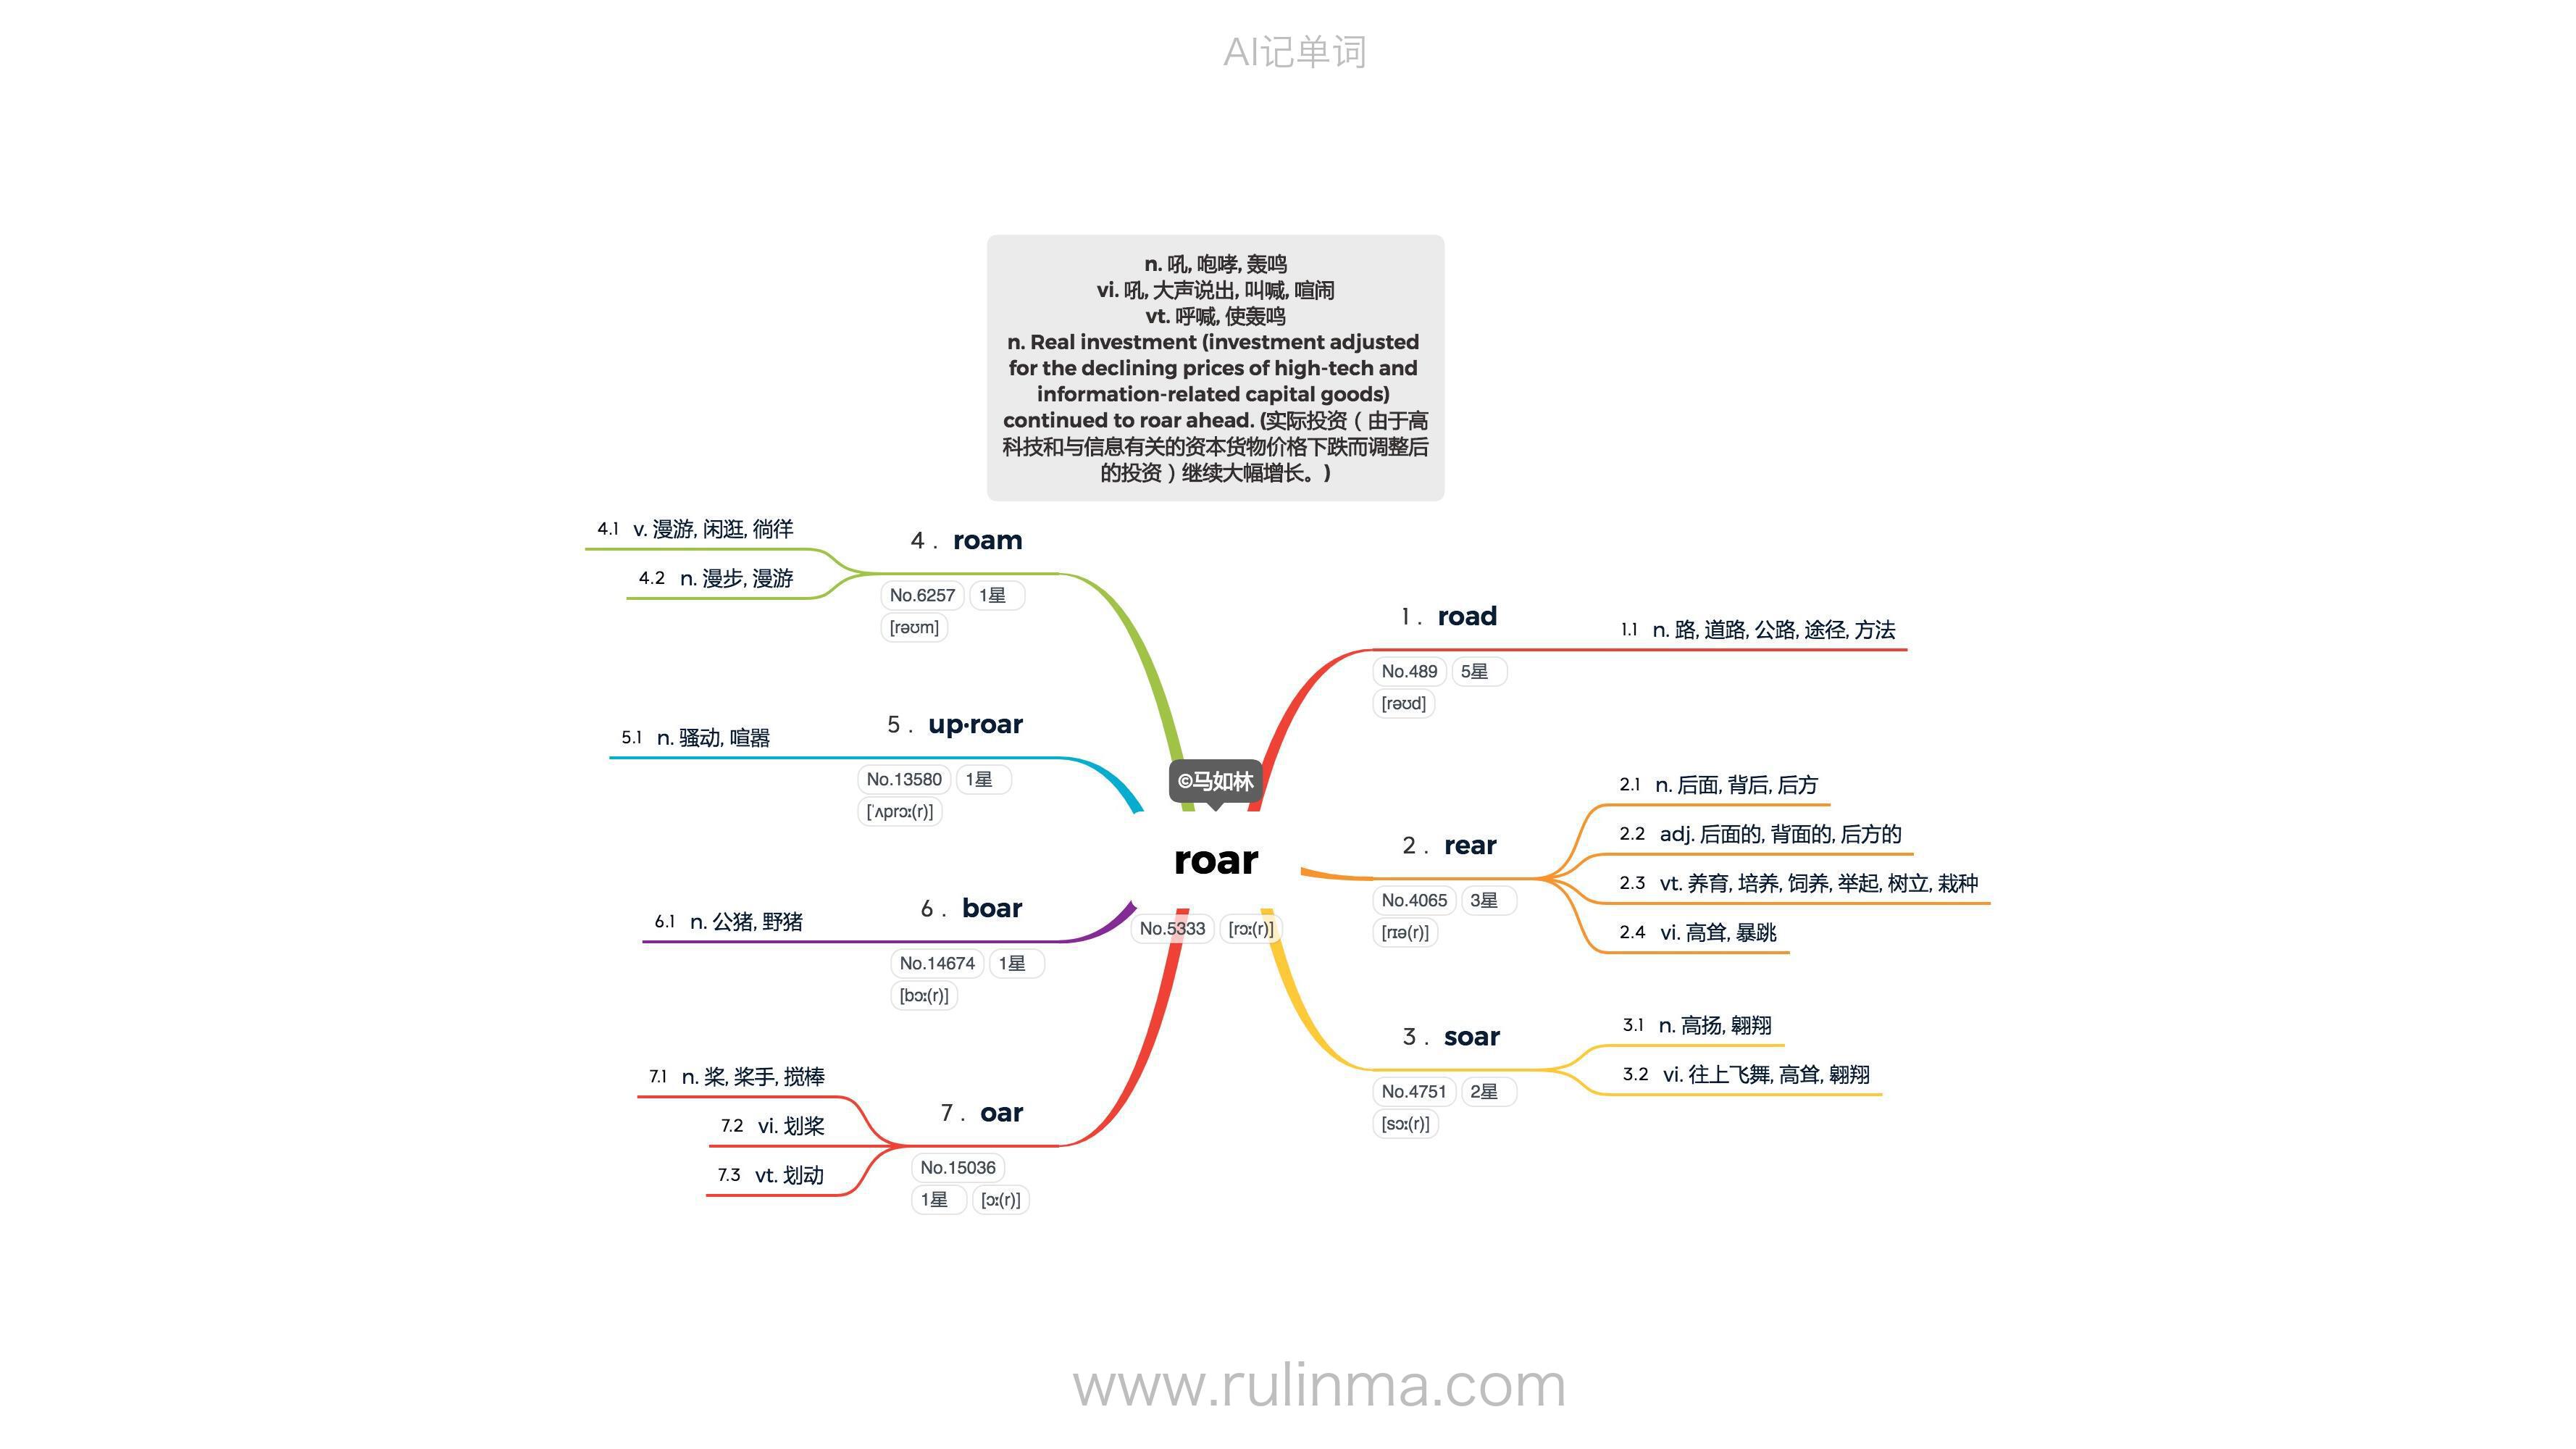 AI记单词
n. 吼, 咆哮, 轰鸣
vi. 吼, 大声说出, 叫喊, 喧闹
vt. 呼喊, 使轰鸣
n. Real investment (investment adjusted
for the declining prices of high-tech and
information-related capital goods)
continued to roar ahead. (实际投资（由于高
科技和与信息有关的资本货物价格下跌而调整后
的投资）继续大幅增长。)
©马如林
roar
No.5333 [rɔː(r)]
1. road
No.489 5星
[rəʊd]
1.1 n. 路, 道路, 公路, 途径, 方法
2. rear
No.4065 3星
[rɪə(r)]
2.1 n. 后面, 背后, 后方
2.2 adj. 后面的, 背面的, 后方的
2.3 vt. 养育, 培养, 饲养, 举起, 树立, 栽种
2.4 vi. 高耸, 暴跳
3. soar
No.4751 2星
[sɔː(r)]
3.1 n. 高扬, 翱翔
3.2 vi. 往上飞舞, 高耸, 翱翔
4. roam
No.6257 1星
[rəʊm]
4.1 v. 漫游, 闲逛, 徜徉
4.2 n. 漫步, 漫游
5. up·roar
No.13580 1星
[ˈʌprɔː(r)]
5.1 n. 骚动, 喧嚣
6. boar
No.14674 1星
[bɔː(r)]
6.1 n. 公猪, 野猪
7. oar
No.15036
1星 [ɔː(r)]
7.1 n. 桨, 桨手, 搅棒
7.2 vi. 划桨
7.3 vt. 划动
www.rulinma.com